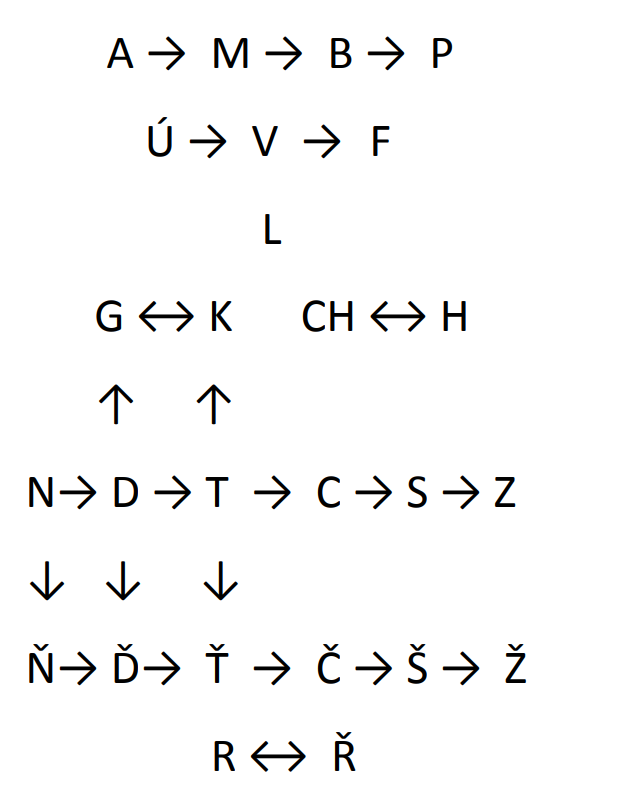 A → M → B → P
Ú → V → F
L
G ↔ K CH ↔ H
↑ ↑
N → D → T → C → S → Z
↓ ↓ ↓
Ň → Ď → Ť → Č → Š → Ž
R ↔ Ř